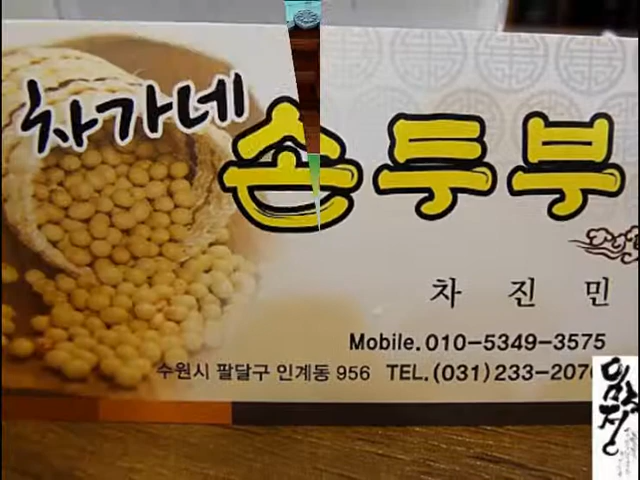 차가네
손두부
차 진 민
Mobile. 010-5349-3575
수원시 팔달구 인계동 956 TEL. (031) 233-207